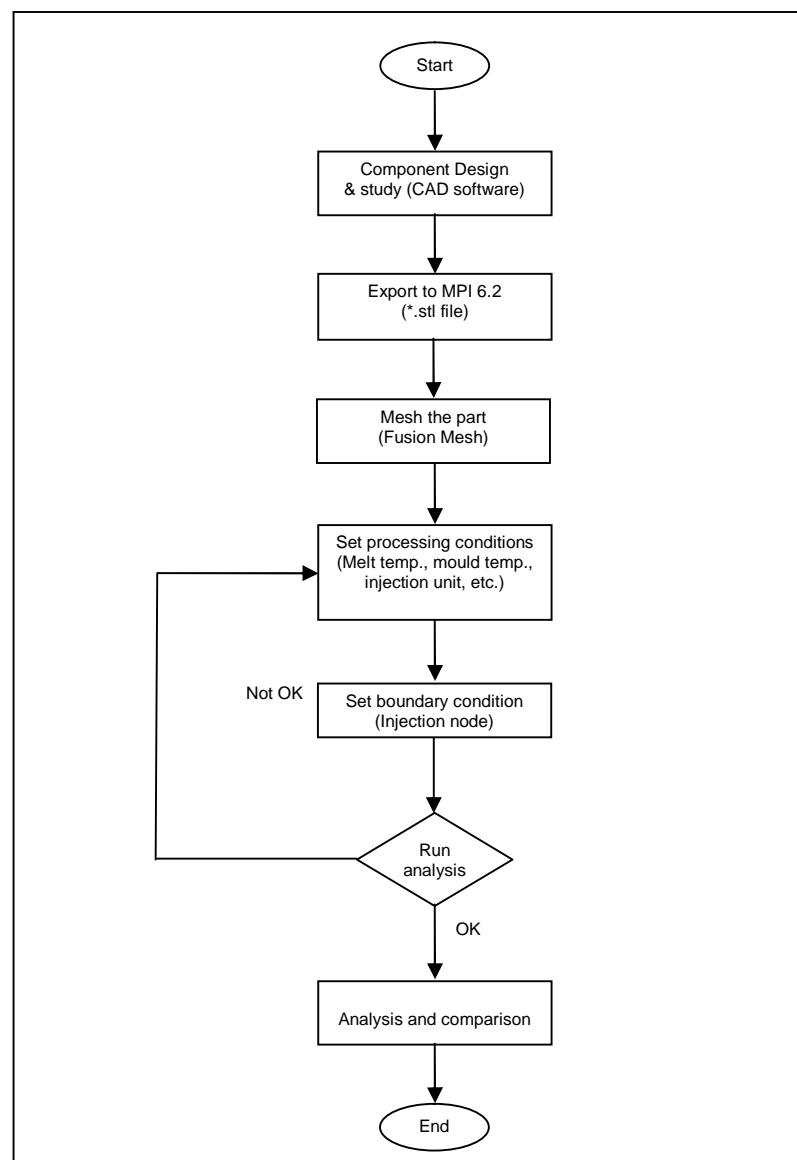 Start
Component Design
& study (CAD software)
Export to MPI 6.2
(*.stl file)
Mesh the part
(Fusion Mesh)
Set processing conditions
(Melt temp., mould temp.,
injection unit, etc.)
Not OK
Set boundary condition
(Injection node)
Run
analysis
OK
Analysis and comparison
End